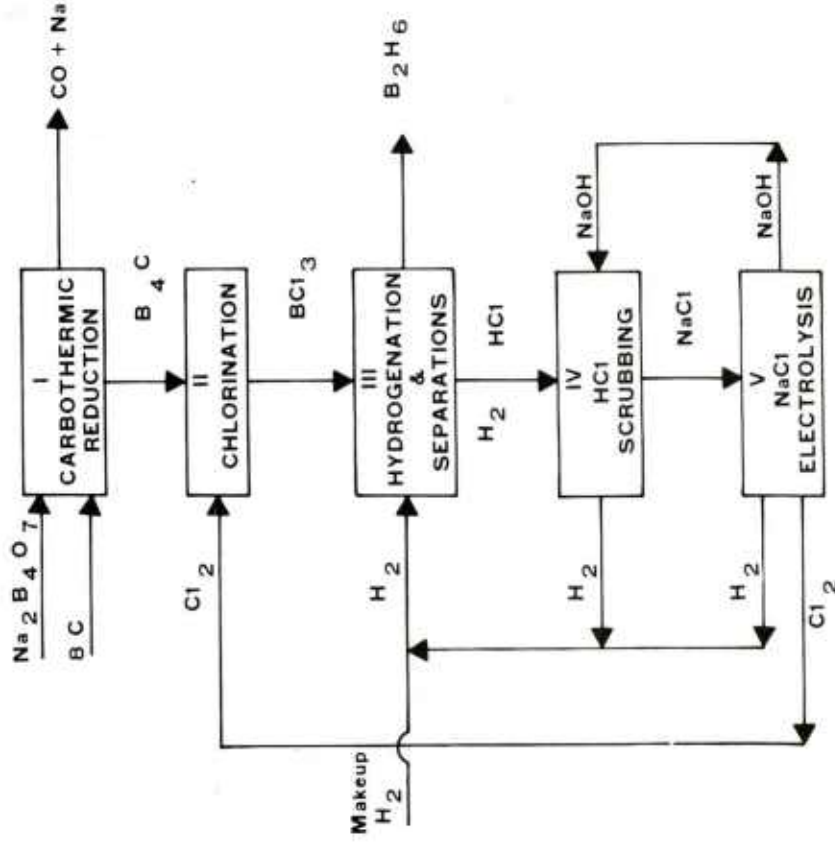 Na2B4O7
8C
I
CARBOTHERMIC
REDUCTION
CO + Na
B4C
Cl2
II
CHLORINATION
BCl3
Makeup
H2
H2
III
HYDROGENATION
&
SEPARATIONS
B2H6
H2
HCl
H2
IV
HCl
SCRUBBING
NaOH
NaCl
H2
Cl2
V
NaCl
ELECTROLYSIS
NaOH